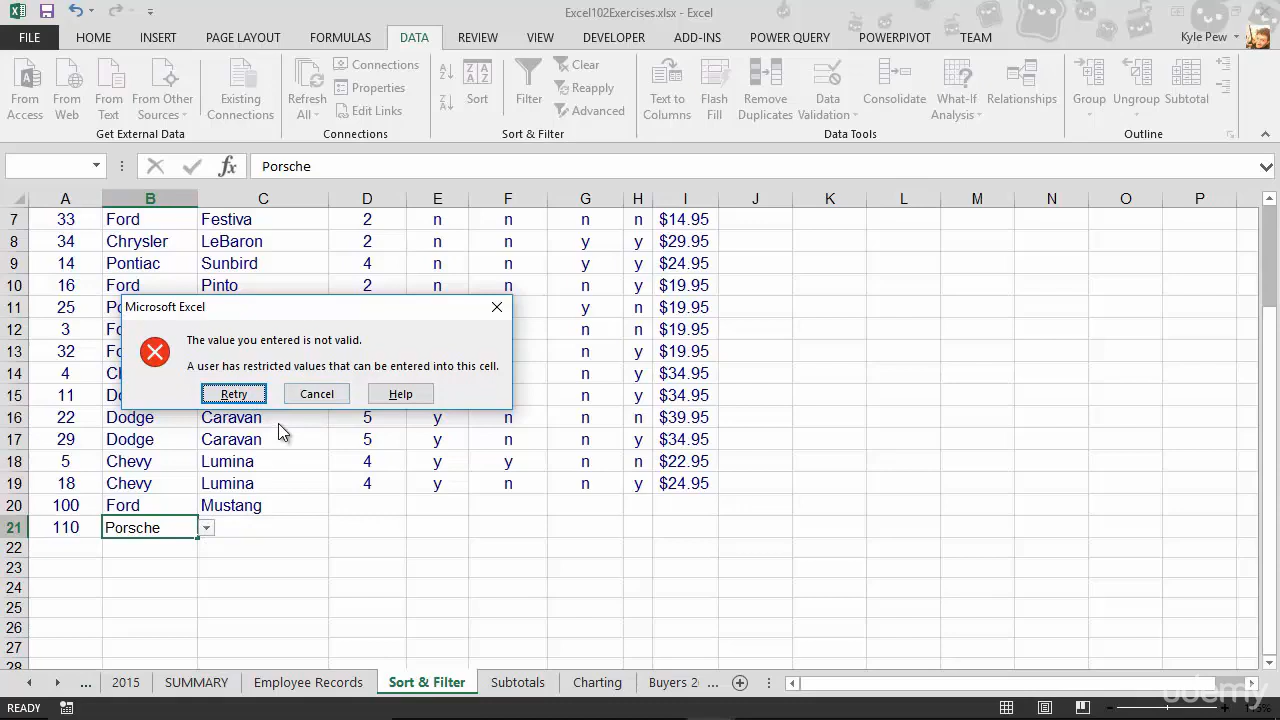 Excel102Exercises.xlsx - Excel
FILE HOME INSERT PAGE LAYOUT FORMULAS DATA REVIEW VIEW DEVELOPER ADD-INS POWER QUERY POWERPIVOT TEAM Kyle Pew
From Access From Web From Text From Other Sources Existing Connections
Get External Data
Refresh All Connections Properties Edit Links
Connections
Sort Filter Clear Reapply Advanced
Sort & Filter
Text to Columns Flash Fill Remove Duplicates Data Validation Consolidate What-If Analysis Relationships
Data Tools
Group Ungroup Subtotal
Outline
fx Porsche
A B C D E F G H I J K L M N O P
7 33 Ford Festiva 2 n n n n $14.95
8 34 Chrysler LeBaron 2 n n y y $29.95
9 14 Pontiac Sunbird 4 n n y y $24.95
10 16 Ford Pinto 2 n n n y $19.95
11 25 y n $19.95
12 3 n n $19.95
13 32 n y $19.95
14 4 n y $34.95
15 11 n y $34.95
16 22 Dodge Caravan 5 y n n n $39.95
17 29 Dodge Caravan 5 y n n y $34.95
18 5 Chevy Lumina 4 y y n n $22.95
19 18 Chevy Lumina 4 y n n y $24.95
20 100 Ford Mustang
21 110 Porsche
22
23
24
25
26
27
28
Microsoft Excel
The value you entered is not valid.
A user has restricted values that can be entered into this cell.
Retry Cancel Help
... 2015 SUMMARY Employee Records Sort & Filter Subtotals Charting Buyers 2 ...
READY
udemy